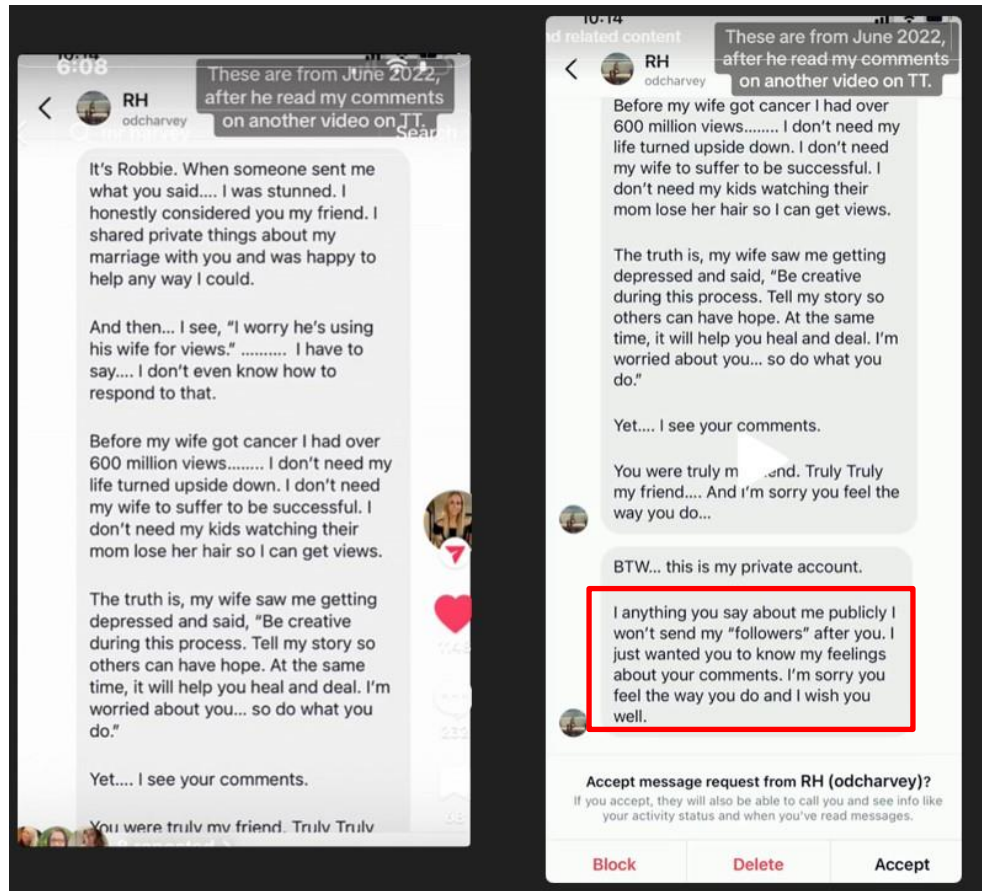 6:08
These are from June 2022,
after he read my comments
on another video on TT.
RH
odcharvey
Search
It's Robbie. When someone sent me
what you said.... I was stunned. I
honestly considered you my friend. I
shared private things about my
marriage with you and was happy to
help any way I could.
And then... I see, "I worry he's using
his wife for views." .......... I have to
say.... I don't even know how to
respond to that.
Before my wife got cancer I had over
600 million views........ I don't need my
life turned upside down. I don't need
my wife to suffer to be successful. I
don't need my kids watching their
mom lose her hair so I can get views.
The truth is, my wife saw me getting
depressed and said, "Be creative
during this process. Tell my story so
others can have hope. At the same
time, it will help you heal and deal. I'm
worried about you... so do what you
do."
Yet.... I see your comments.
You were truly my friend. Truly Truly
10:14
nd related content
These are from June 2022,
after he read my comments
on another video on TT.
RH
odcharvey
Before my wife got cancer I had over
600 million views........ I don't need my
life turned upside down. I don't need
my wife to suffer to be successful. I
don't need my kids watching their
mom lose her hair so I can get views.
The truth is, my wife saw me getting
depressed and said, "Be creative
during this process. Tell my story so
others can have hope. At the same
time, it will help you heal and deal. I'm
worried about you... so do what you
do."
Yet.... I see your comments.
You were truly Truly Truly
my friend.... And I'm sorry you feel the
way you do...
BTW... this is my private account.
I anything you say about me publicly I
won't send my "followers" after you. I
just wanted you to know my feelings
about your comments. I'm sorry you
feel the way you do and I wish you
well.
Accept message request from RH (odcharvey)?
If you accept, they will also be able to call you and see info like
your activity status and when you've read messages.
Block
Delete
Accept